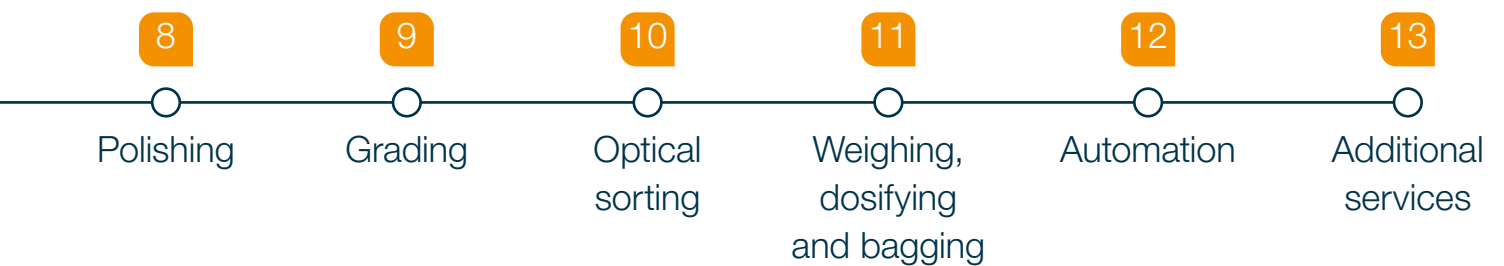 8
Polishing
9
Grading
10
Optical
sorting
11
Weighing,
dosifying
and bagging
12
Automation
13
Additional
services